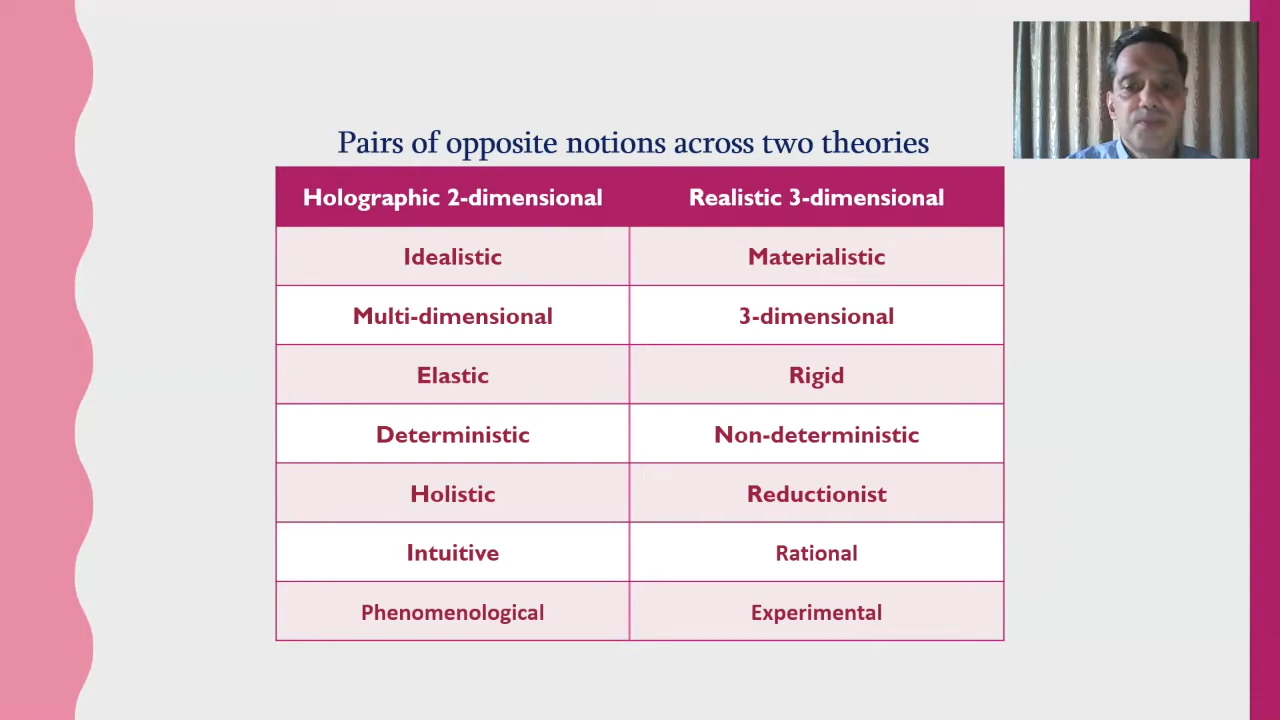 Pairs of opposite notions across two theories
Holographic 2-dimensional Realistic 3-dimensional
Idealistic Materialistic
Multi-dimensional 3-dimensional
Elastic Rigid
Deterministic Non-deterministic
Holistic Reductionist
Intuitive Rational
Phenomenological Experimental